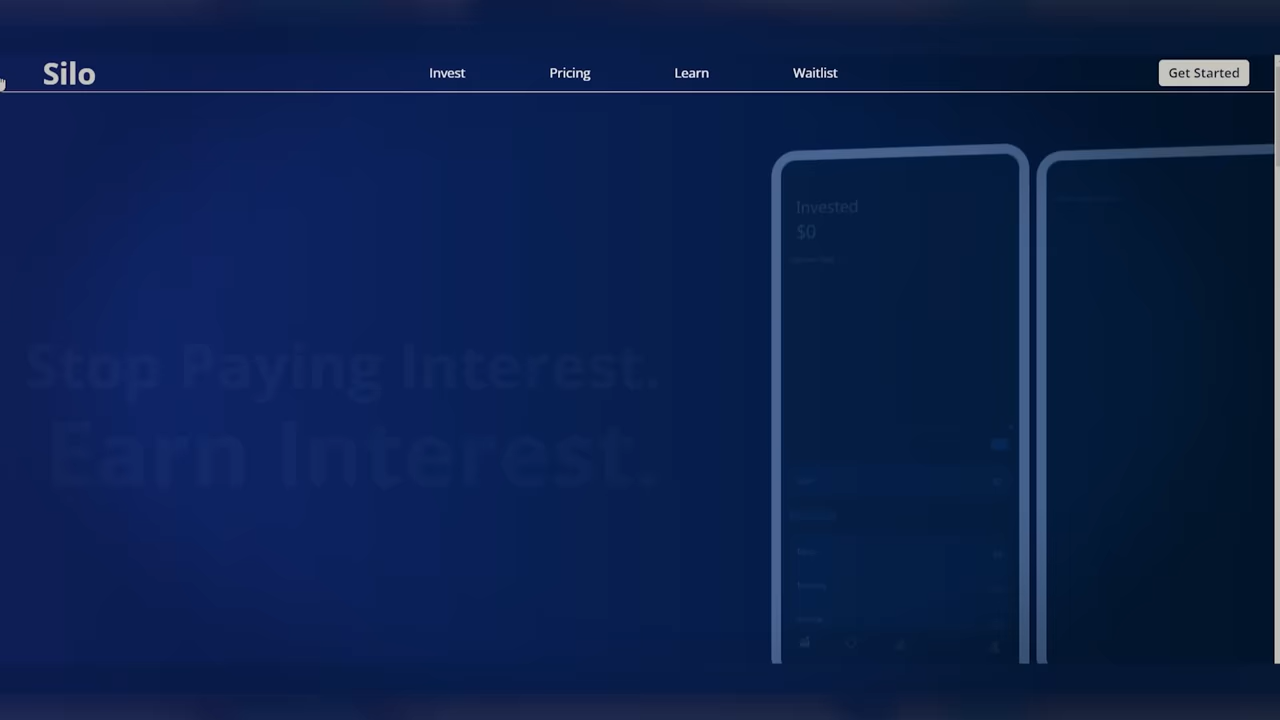 Silo
Invest
Pricing
Learn
Waitlist
Get Started
Stop Paying Interest.
Earn Interest.
Invested
$0